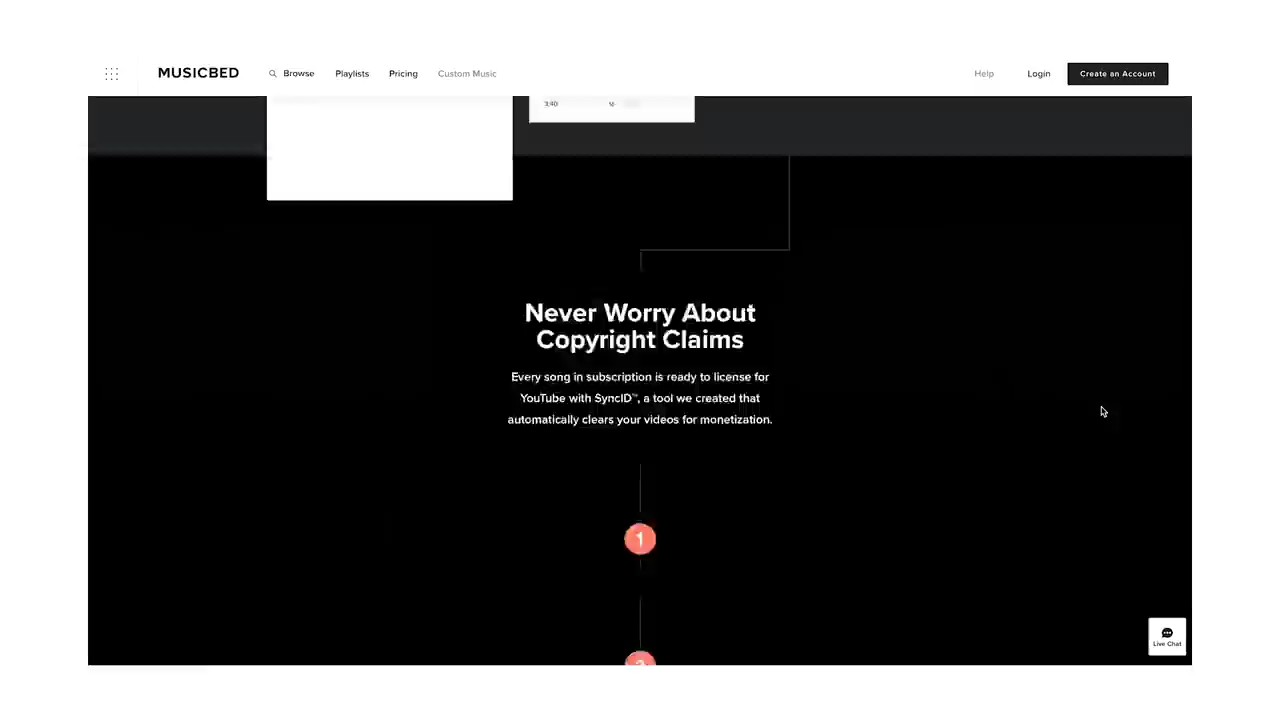 MUSICBED
Browse
Playlists
Pricing
Custom Music
Help
Login
Create an Account
3:40
Never Worry About
Copyright Claims
Every song in subscription is ready to license for
YouTube with SyncID™, a tool we created that
automatically clears your videos for monetization.
1
Live Chat